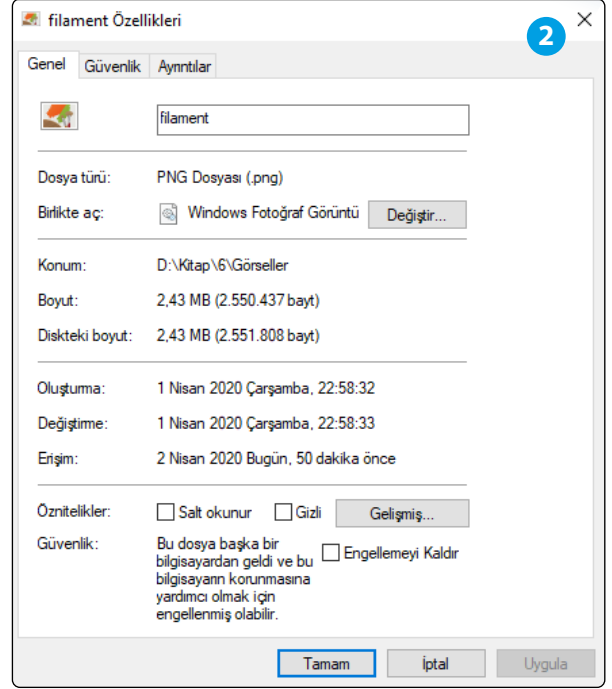 filament Özellikleri
2
Genel Güvenlik Ayrıntılar
filament
Dosya türü: PNG Dosyası (.png)
Birlikte aç: Windows Fotoğraf Görüntü Değiştir...
Konum: D:\Kitap\6\Görseller
Boyut: 2,43 MB (2.550.437 bayt)
Diskteki boyut: 2,43 MB (2.551.808 bayt)
Oluşturma: 1 Nisan 2020 Çarşamba, 22:58:32
Değiştirme: 1 Nisan 2020 Çarşamba, 22:58:33
Erişim: 2 Nisan 2020 Bugün, 50 dakika önce
Öznitelikler: Salt okunur Gizli Gelişmiş...
Güvenlik: Bu dosya başka bir
bilgisayardan geldi ve bu
bilgisayarın korunmasına
yardımcı olmak için
engellenmiş olabilir.
Engellemeyi Kaldır
Tamam İptal Uygula